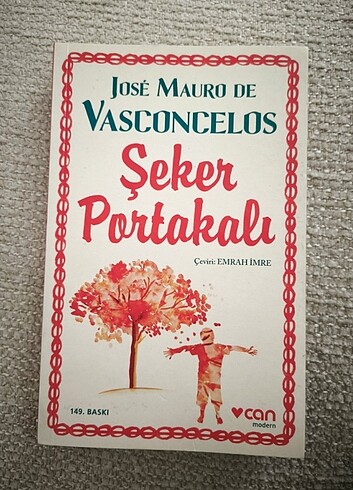 JOSÉ MAURO DE
VASCONCELOS
Şeker
Portakalı
Çeviri: EMRAH İMRE
149. BASKI
can
modern